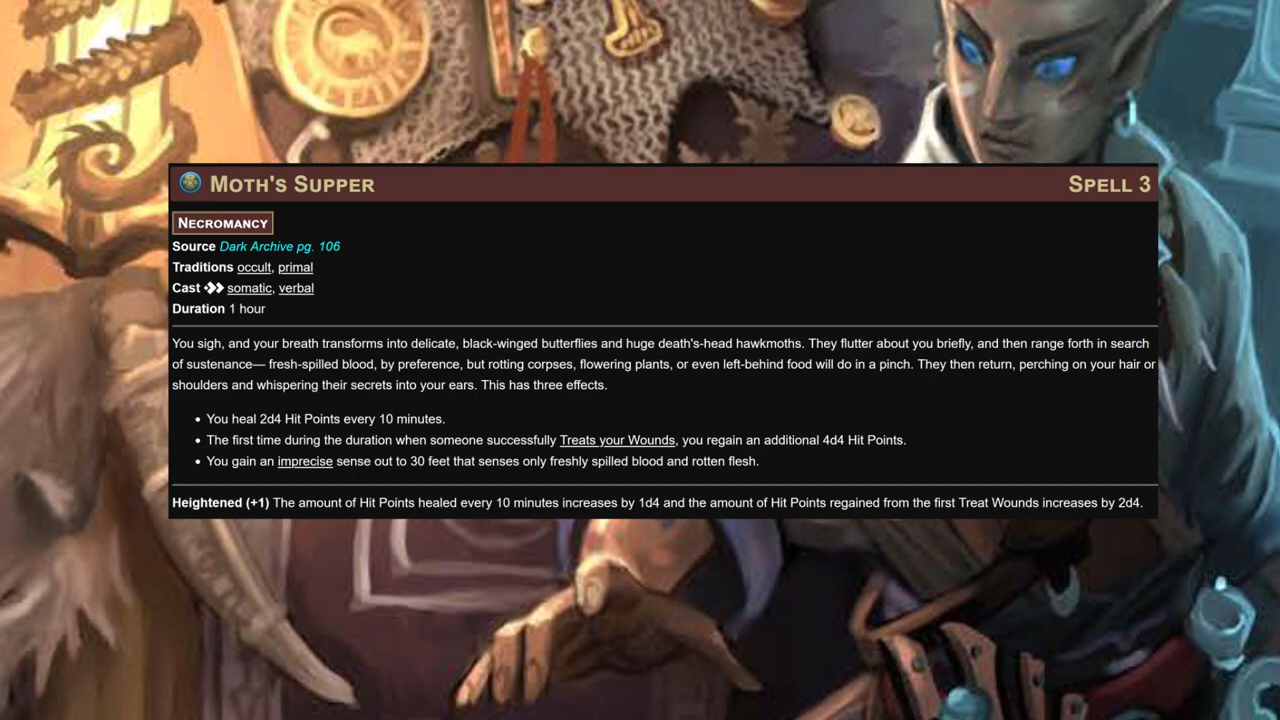 Moth's Supper Spell 3
Necromancy
Source Dark Archive pg. 106
Traditions occult, primal
Cast somatic, verbal
Duration 1 hour
You sigh, and your breath transforms into delicate, black-winged butterflies and huge death's-head hawkmoths. They flutter about you briefly, and then range forth in search
of sustenance— fresh-spilled blood, by preference, but rotting corpses, flowering plants, or even left-behind food will do in a pinch. They then return, perching on your hair or
shoulders and whispering their secrets into your ears. This has three effects.
• You heal 2d4 Hit Points every 10 minutes.
• The first time during the duration when someone successfully Treats your Wounds, you regain an additional 4d4 Hit Points.
• You gain an imprecise sense out to 30 feet that senses only freshly spilled blood and rotten flesh.
Heightened (+1) The amount of Hit Points healed every 10 minutes increases by 1d4 and the amount of Hit Points regained from the first Treat Wounds increases by 2d4.